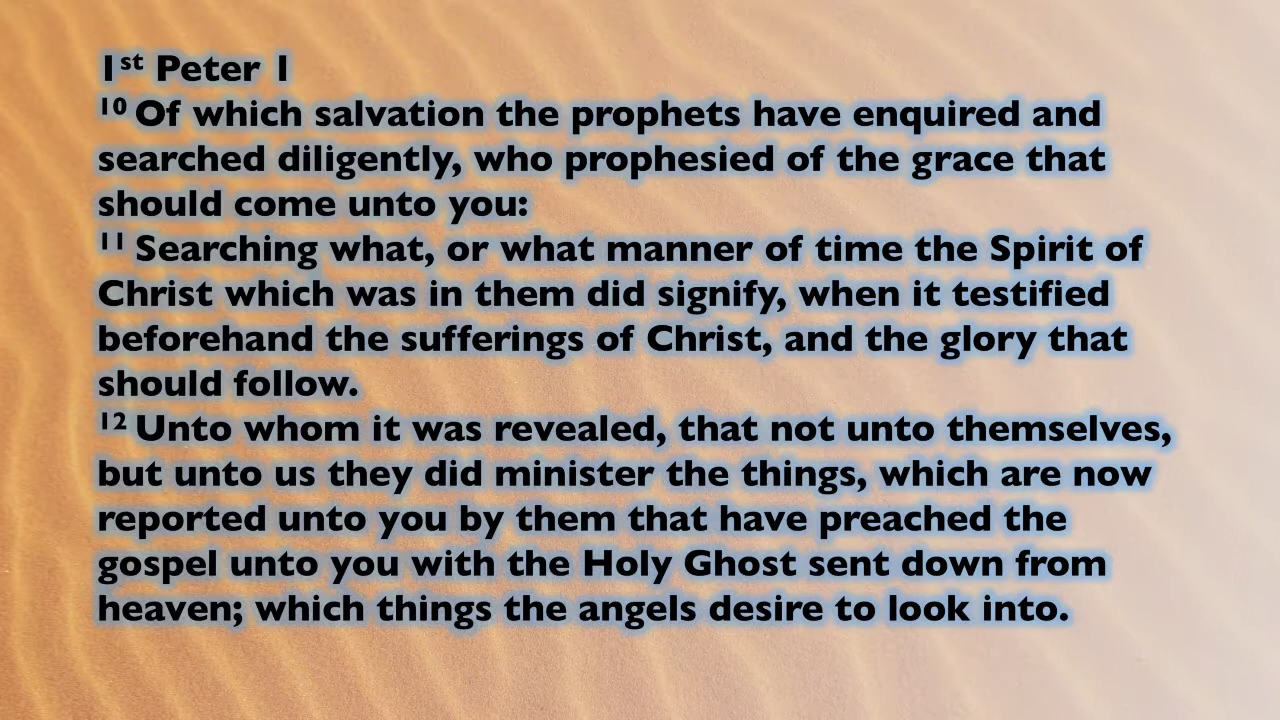 1st Peter 1
10 Of which salvation the prophets have enquired and
searched diligently, who prophesied of the grace that
should come unto you:
11 Searching what, or what manner of time the Spirit of
Christ which was in them did signify, when it testified
beforehand the sufferings of Christ, and the glory that
should follow.
12 Unto whom it was revealed, that not unto themselves,
but unto us they did minister the things, which are now
reported unto you by them that have preached the
gospel unto you with the Holy Ghost sent down from
heaven; which things the angels desire to look into.